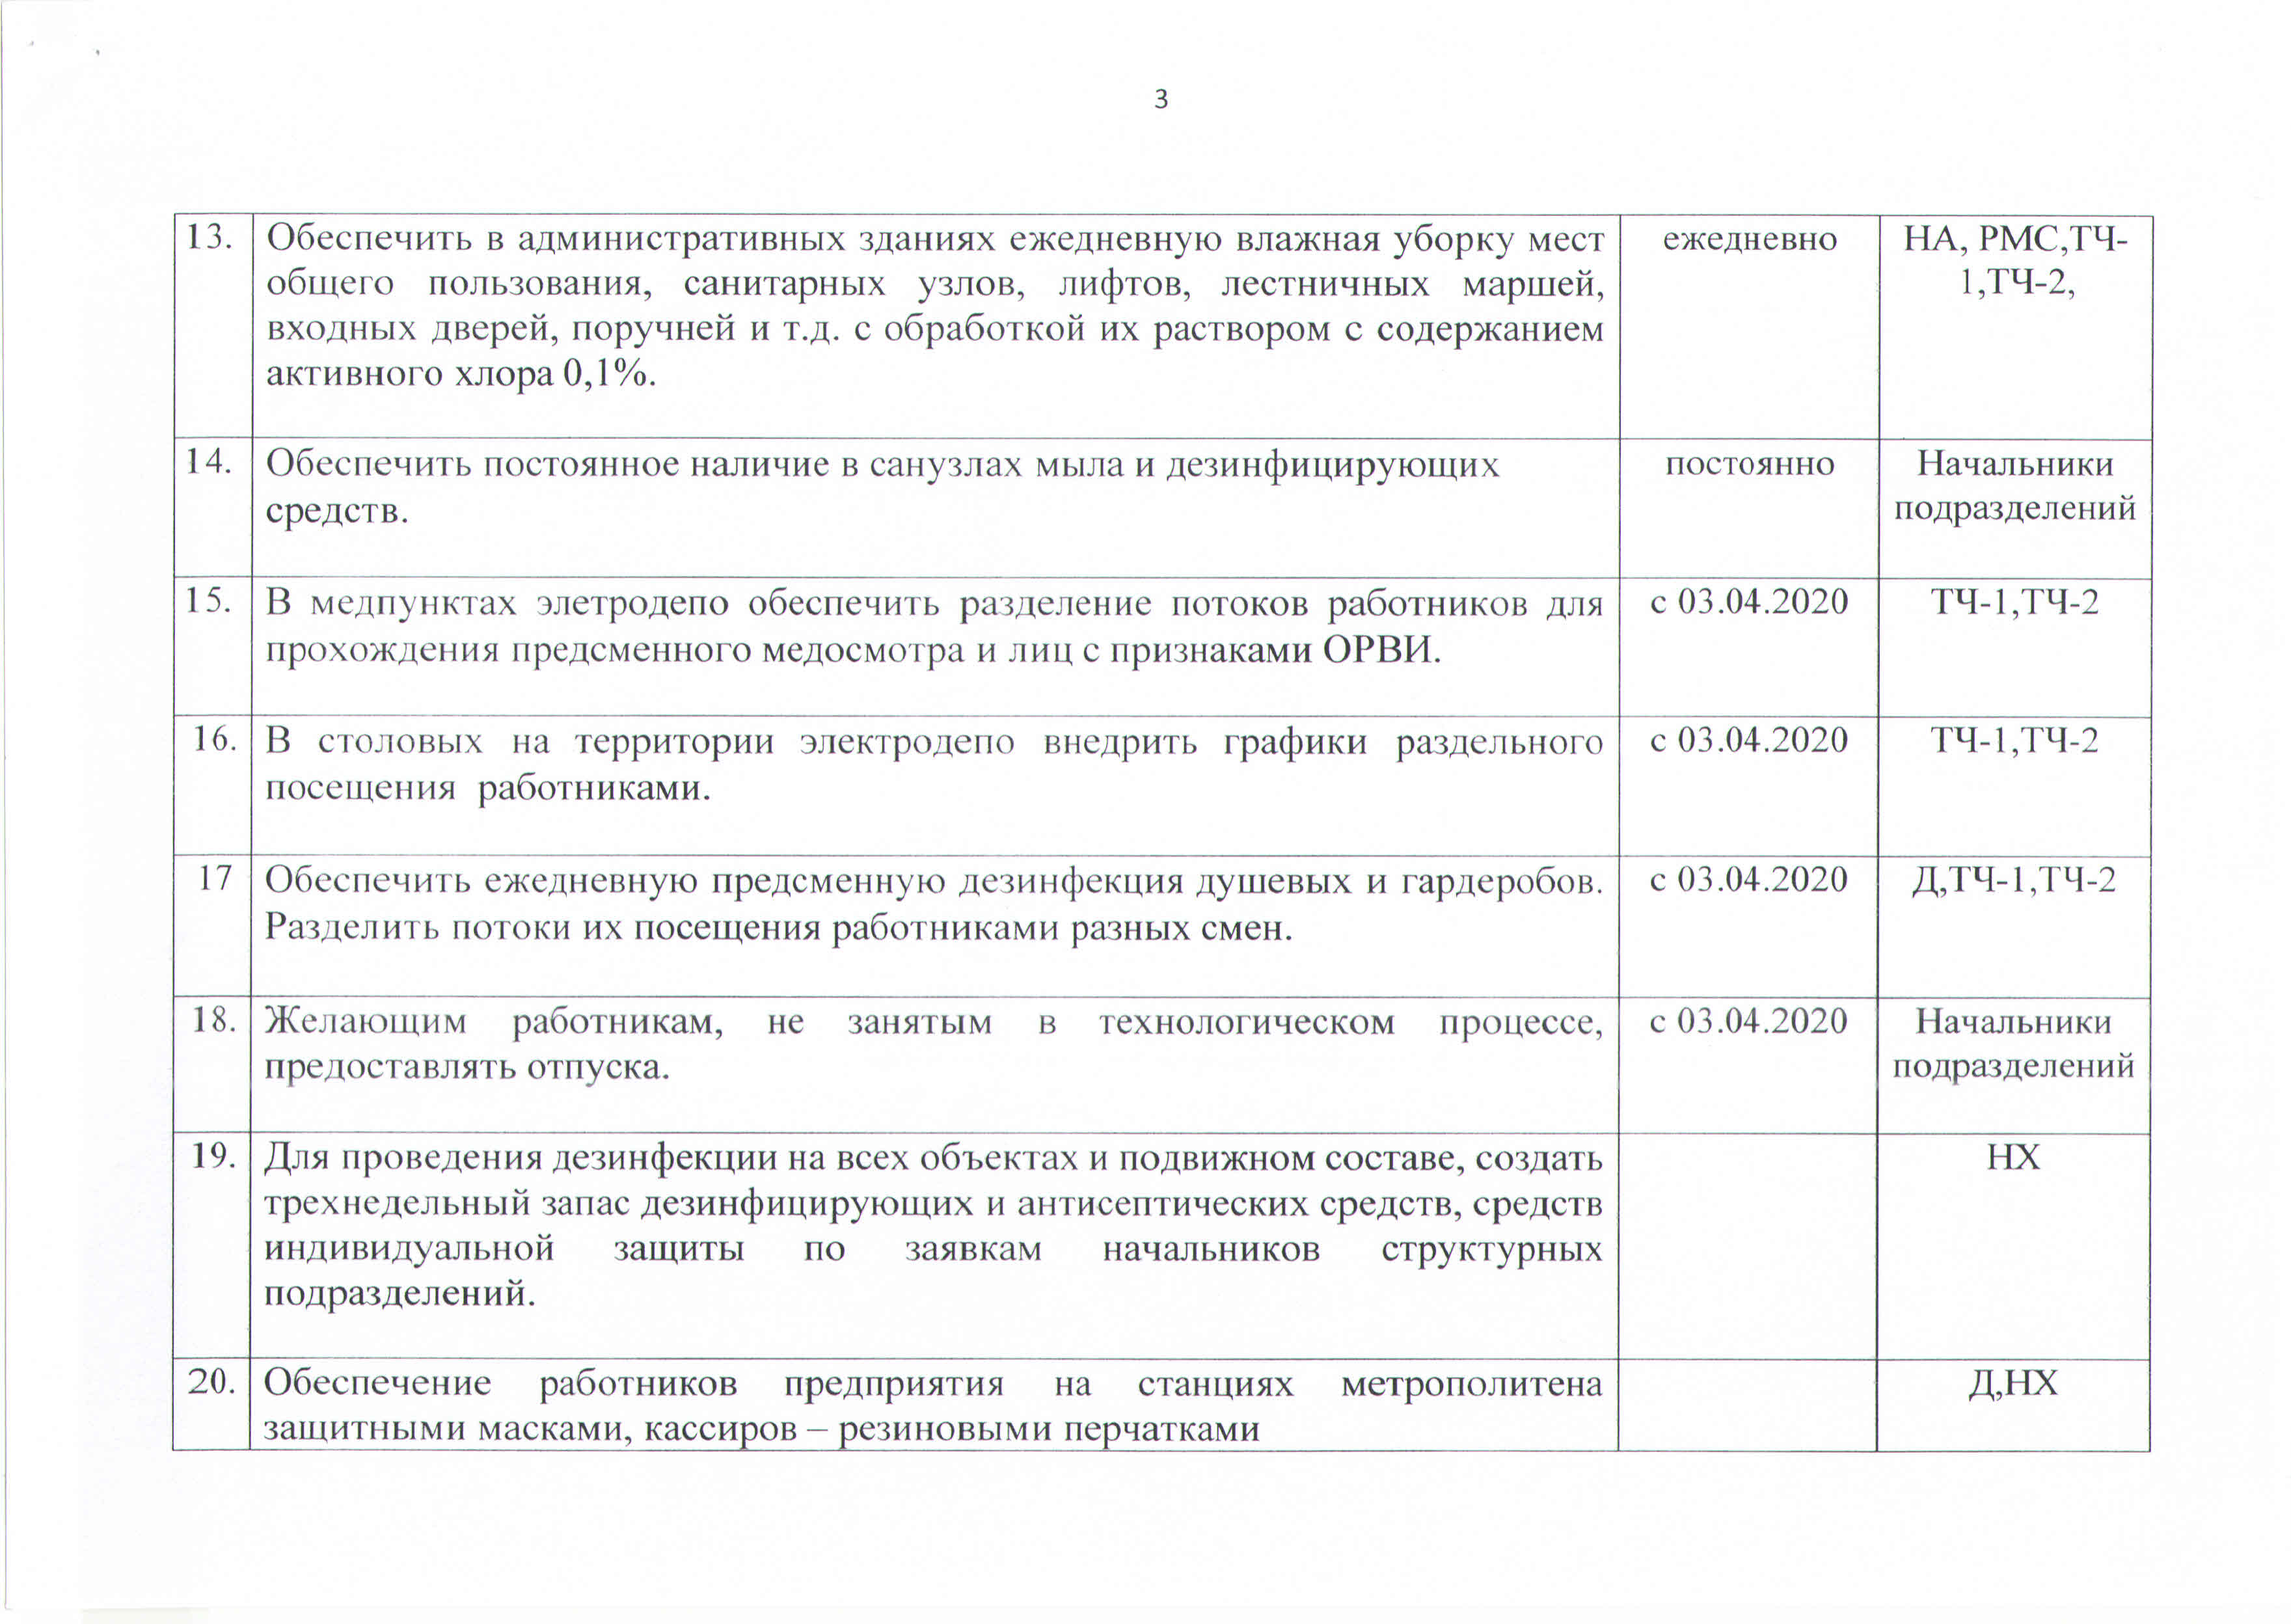 3
13. Обеспечить в административных зданиях ежедневную влажная уборку мест ежедневно НА, РМС,ТЧ-
общего пользования, санитарных узлов, лифтов, лестничных маршей, 1,ТЧ-2,
входных дверей, поручней и т.д. с обработкой их раствором с содержанием
активного хлора 0,1%.
14. Обеспечить постоянное наличие в санузлах мыла и дезинфицирующих постоянно Начальники
средств. подразделений
15. В медпунктах элетродепо обеспечить разделение потоков работников для с 03.04.2020 ТЧ-1,ТЧ-2
прохождения предсменного медосмотра и лиц с признаками ОРВИ.
16. В столовых на территории электродепо внедрить графики раздельного с 03.04.2020 ТЧ-1,ТЧ-2
посещения работниками.
17 Обеспечить ежедневную предсменную дезинфекция душевых и гардеробов. с 03.04.2020 Д,ТЧ-1,ТЧ-2
Разделить потоки их посещения работниками разных смен.
18. Желающим работникам, не занятым в технологическом процессе, с 03.04.2020 Начальники
предоставлять отпуска. подразделений
19. Для проведения дезинфекции на всех объектах и подвижном составе, создать НХ
трехнедельный запас дезинфицирующих и антисептических средств, средств
индивидуальной защиты по заявкам начальников структурных
подразделений.
20. Обеспечение работников предприятия на станциях метрополитена Д,НХ
защитными масками, кассиров – резиновыми перчатками